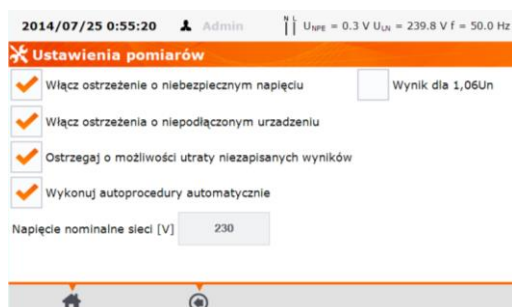 2014/07/25 0:55:20 Admin N L U_NPE = 0.3 V U_LN = 239.8 V f = 50.0 Hz
Ustawienia pomiarów
Włącz ostrzeżenie o niebezpiecznym napięciu Wynik dla 1,06Un
Włącz ostrzeżenia o niepodłączonym urzadzeniu
Ostrzegaj o możliwości utraty niezapisanych wyników
Wykonuj autoprocedury automatycznie
Napięcie nominalne sieci [V] 230